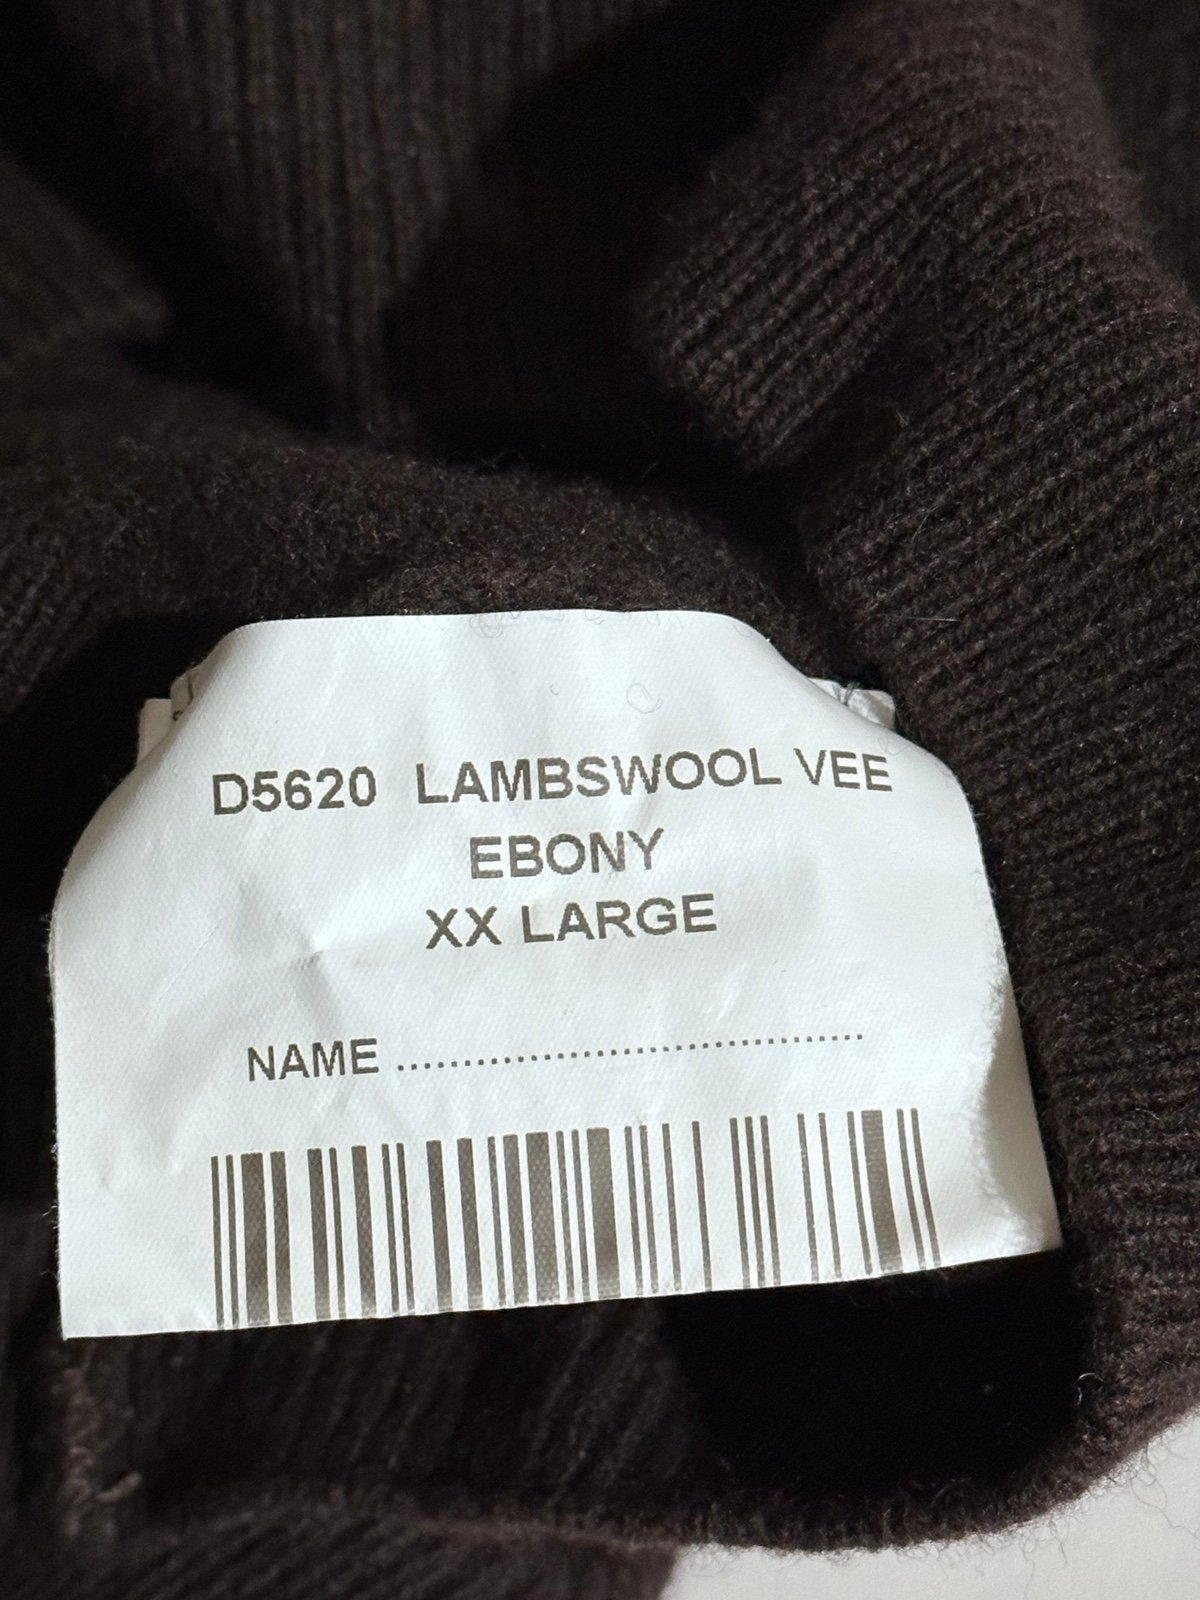 D5620 LAMBSWOOL VEE
EBONY
XX LARGE
NAME ....................................